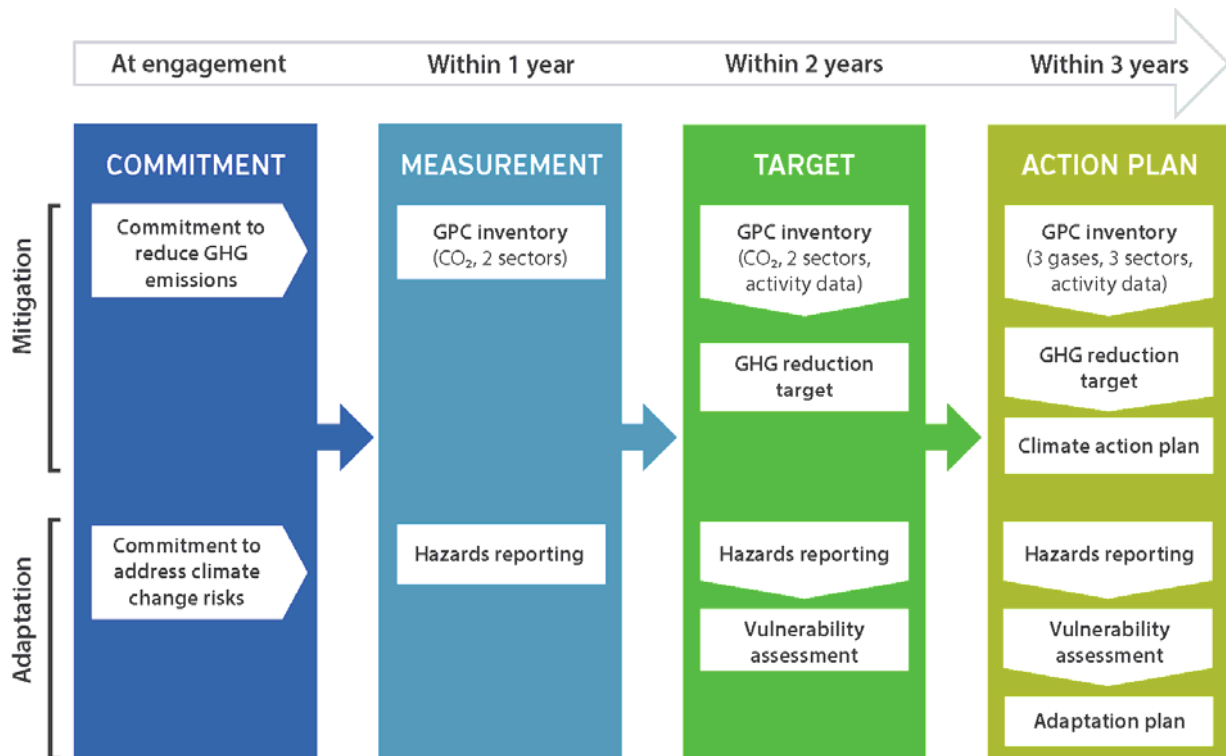 At engagement
Within 1 year
Within 2 years
Within 3 years
COMMITMENT
MEASUREMENT
TARGET
ACTION PLAN
Mitigation
Commitment to
reduce GHG
emissions
GPC inventory
(CO₂, 2 sectors)
GPC inventory
(CO₂, 2 sectors,
activity data)
GHG reduction
target
GPC inventory
(3 gases, 3 sectors,
activity data)
GHG reduction
target
Climate action plan
Adaptation
Commitment to
address climate
change risks
Hazards reporting
Hazards reporting
Vulnerability
assessment
Hazards reporting
Vulnerability
assessment
Adaptation plan